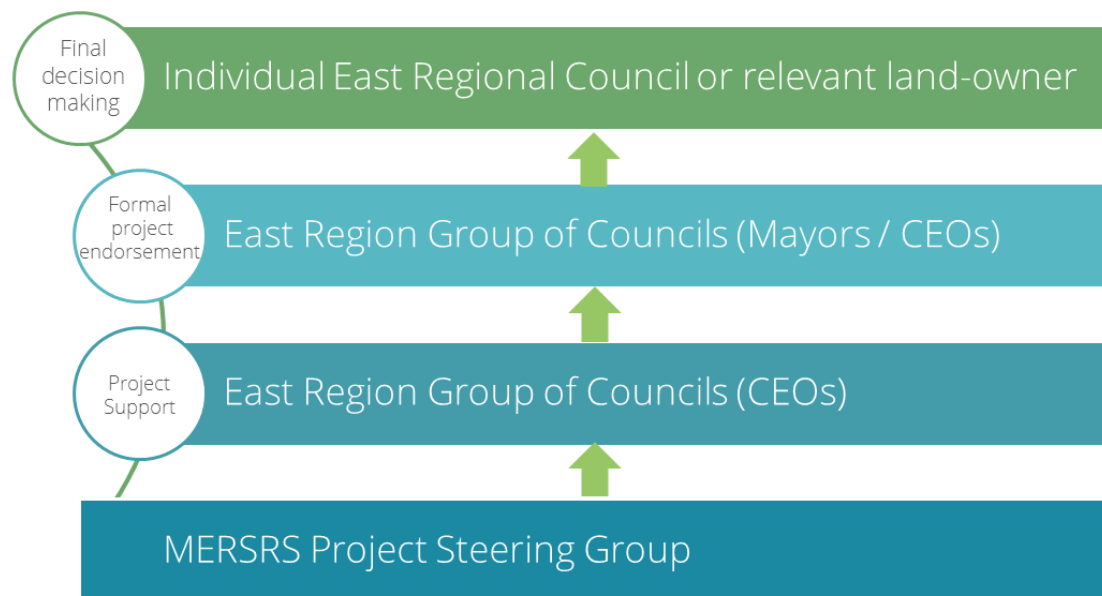 Final
decision
making
Individual East Regional Council or relevant land-owner
Formal
project
endorsement
East Region Group of Councils (Mayors / CEOs)
Project
Support
East Region Group of Councils (CEOs)
MERSRS Project Steering Group